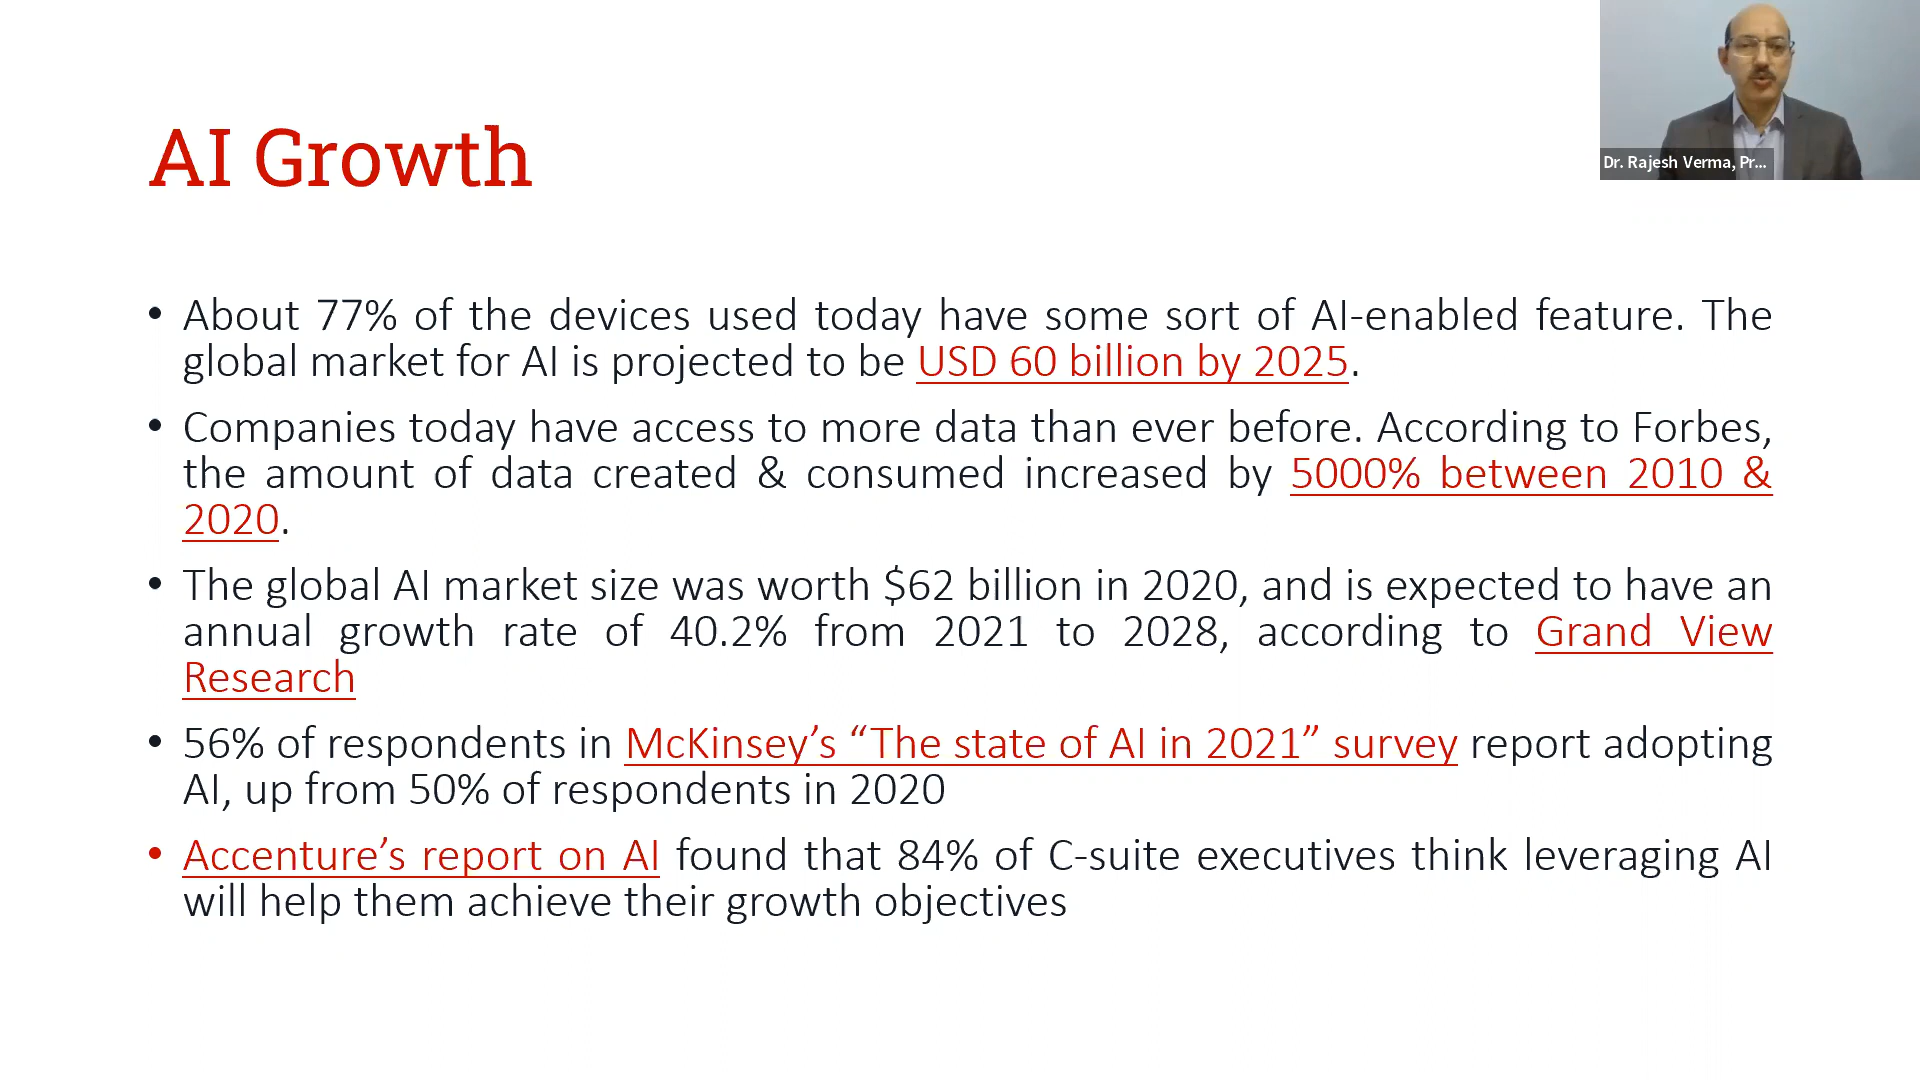 AI Growth
Dr. Rajesh Verma, Pr...
• About 77% of the devices used today have some sort of AI-enabled feature. The
global market for AI is projected to be USD 60 billion by 2025.
• Companies today have access to more data than ever before. According to Forbes,
the amount of data created & consumed increased by 5000% between 2010 &
2020.
• The global AI market size was worth $62 billion in 2020, and is expected to have an
annual growth rate of 40.2% from 2021 to 2028, according to Grand View
Research
• 56% of respondents in McKinsey’s “The state of AI in 2021” survey report adopting
AI, up from 50% of respondents in 2020
• Accenture’s report on AI found that 84% of C-suite executives think leveraging AI
will help them achieve their growth objectives